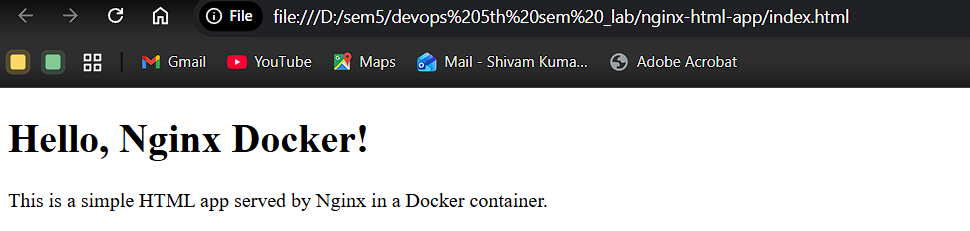 File file:///D:/sem5/devops%205th%20sem%20_lab/nginx-html-app/index.html
Gmail YouTube Maps Mail - Shivam Kuma... Adobe Acrobat
Hello, Nginx Docker!
This is a simple HTML app served by Nginx in a Docker container.